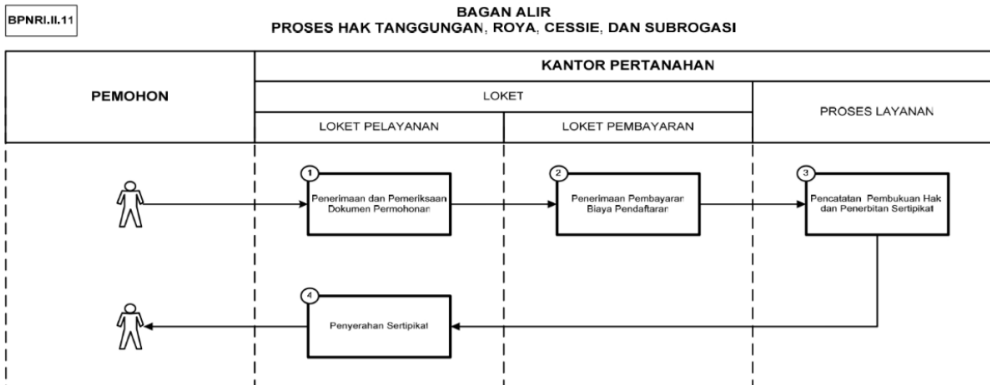 BPNRI.II.11
BAGAN ALIR
PROSES HAK TANGGUNGAN, ROYA, CESSIE, DAN SUBROGASI
PEMOHON
KANTOR PERTANAHAN
LOKET
PROSES LAYANAN
LOKET PELAYANAN
LOKET PEMBAYARAN
1
Penerimaan dan Pemeriksaan
Dokumen Permohonan
2
Penerimaan Pembayaran
Biaya Pendaftaran
3
Pencatatan Pembukuan Hak
dan Penerbitan Sertipikat
4
Penyerahan Sertipikat